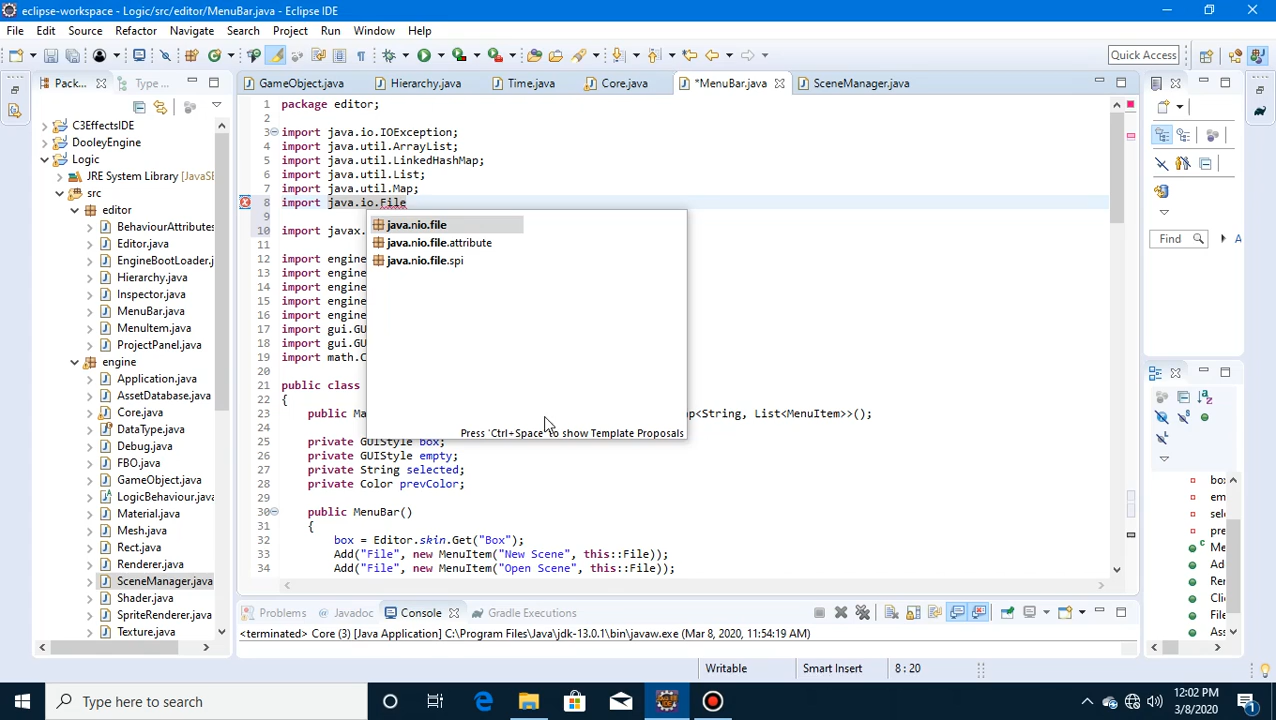 eclipse-workspace - Logic/src/editor/MenuBar.java - Eclipse IDE
File Edit Source Refactor Navigate Search Project Run Window Help
Quick Access
Pack... Type ...
GameObject.java Hierarchy.java Time.java Core.java *MenuBar.java SceneManager.java
C3EffectsIDE
DooleyEngine
Logic
JRE System Library [JavaSE
src
editor
BehaviourAttributes
Editor.java
EngineBootLoader.j
Hierarchy.java
Inspector.java
MenuBar.java
MenuItem.java
ProjectPanel.java
engine
Application.java
AssetDatabase.java
Core.java
DataType.java
Debug.java
FBO.java
GameObject.java
LogicBehaviour.java
Material.java
Mesh.java
Rect.java
Renderer.java
SceneManager.java
Shader.java
SpriteRenderer.java
Texture.java
1 package editor;
2
3 import java.io.IOException;
4 import java.util.ArrayList;
5 import java.util.LinkedHashMap;
6 import java.util.List;
7 import java.util.Map;
8 import java.io.File
9
10 import javax.
11
12 import engine
13 import engine
14 import engine
15 import engine
16 import engine
17 import gui.GU
18 import gui.GU
19 import math.C
20
21 public class
22 {
23 public Ma p<String, List<MenuItem>>();
24
25 private GUIStyle box;
26 private GUIStyle empty;
27 private String selected;
28 private Color prevColor;
29
30 public MenuBar()
31 {
32 box = Editor.skin.Get("Box");
33 Add("File", new MenuItem("New Scene", this::File));
34 Add("File", new MenuItem("Open Scene", this::File));
java.nio.file
java.nio.file.attribute
java.nio.file.spi
Press 'Ctrl+Space' to show Template Proposals
Find A
bo
em
sel
pre
Me
Ad
Re
Cli
File
Ass
Problems Javadoc Console Gradle Executions
<terminated> Core (3) [Java Application] C:\Program Files\Java\jdk-13.0.1\bin\javaw.exe (Mar 8, 2020, 11:54:19 AM)
Writable Smart Insert 8 : 20
Type here to search
12:02 PM
3/8/2020
1